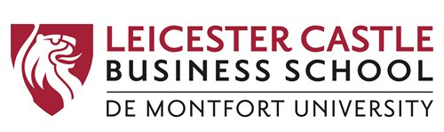 LEICESTER CASTLE
BUSINESS SCHOOL
DE MONTFORT UNIVERSITY